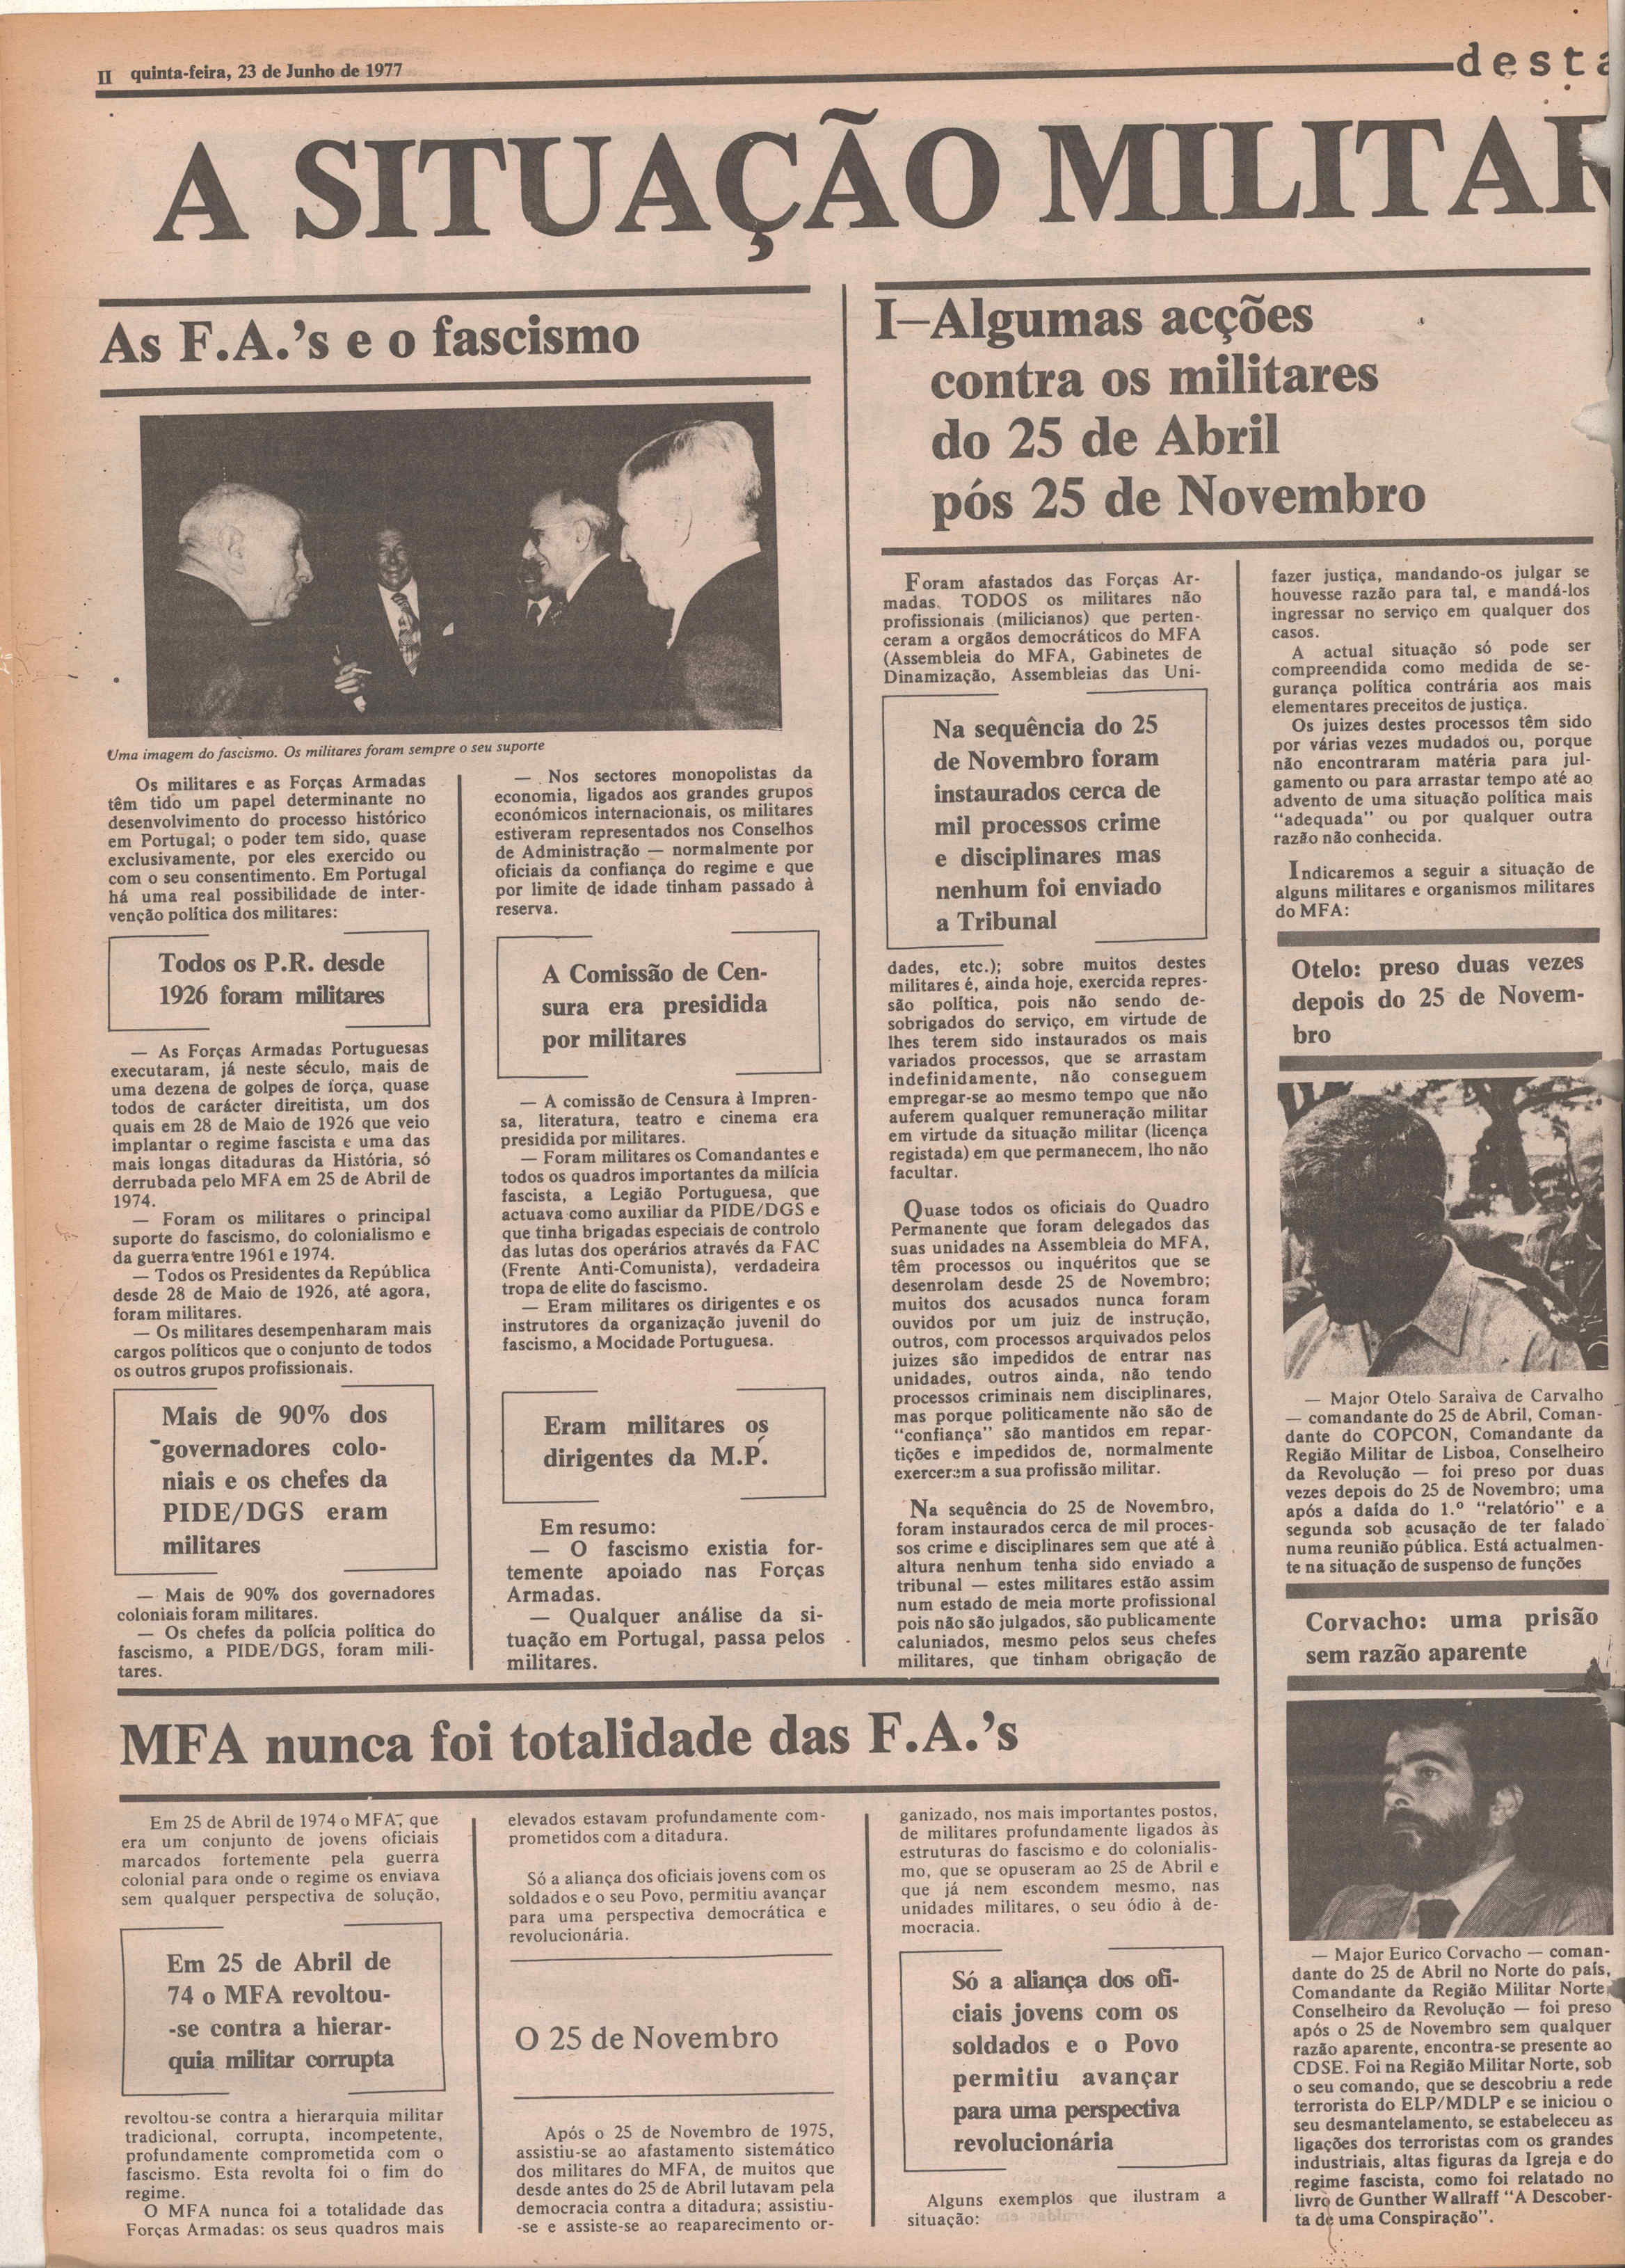 II quinta-feira, 23 de Junho de 1977
desta
A SITUAÇÃO MILITAR
As F.A.'s e o fascismo
Uma imagem do fascismo. Os militares foram sempre o seu suporte
Os militares e as Forças Armadas
têm tido um papel determinante no
desenvolvimento do processo histórico
em Portugal; o poder tem sido, quase
exclusivamente, por eles exercido ou
com o seu consentimento. Em Portugal
há uma real possibilidade de inter-
venção política dos militares:
Todos os P.R. desde
1926 foram militares
— As Forças Armadas Portuguesas
executaram, já neste século, mais de
uma dezena de golpes de força, quase
todos de carácter direitista, um dos
quais em 28 de Maio de 1926 que veio
implantar o regime fascista e uma das
mais longas ditaduras da História, só
derrubada pelo MFA em 25 de Abril de
1974.
— Foram os militares o principal
suporte do fascismo, do colonialismo e
da guerra entre 1961 e 1974.
— Todos os Presidentes da República
desde 28 de Maio de 1926, até agora,
foram militares.
— Os militares desempenharam mais
cargos políticos que o conjunto de todos
os outros grupos profissionais.
Mais de 90% dos
governadores colo-
niais e os chefes da
PIDE/DGS eram
militares
— Mais de 90% dos governadores
coloniais foram militares.
— Os chefes da polícia política do
fascismo, a PIDE/DGS, foram mili-
tares.
— Nos sectores monopolistas da
economia, ligados aos grandes grupos
económicos internacionais, os militares
estiveram representados nos Conselhos
de Administração — normalmente por
oficiais da confiança do regime e que
por limite de idade tinham passado à
reserva.
A Comissão de Cen-
sura era presidida
por militares
— A comissão de Censura à Impren-
sa, literatura, teatro e cinema era
presidida por militares.
— Foram militares os Comandantes e
todos os quadros importantes da milícia
fascista, a Legião Portuguesa, que
actuava como auxiliar da PIDE/DGS e
que tinha brigadas especiais de controlo
das lutas dos operários através da FAC
(Frente Anti-Comunista), verdadeira
tropa de elite do fascismo.
— Eram militares os dirigentes e os
instrutores da organização juvenil do
fascismo, a Mocidade Portuguesa.
Eram militares os
dirigentes da M.P.
Em resumo:
— O fascismo existia for-
temente apoiado nas Forças
Armadas.
— Qualquer análise da si-
tuação em Portugal, passa pelos
militares.
I—Algumas acções
contra os militares
do 25 de Abril
pós 25 de Novembro
Foram afastados das Forças Ar-
madas. TODOS os militares não
profissionais (milicianos) que perten-
ceram a orgãos democráticos do MFA
(Assembleia do MFA, Gabinetes de
Dinamização, Assembleias das Uni-
Na sequência do 25
de Novembro foram
instaurados cerca de
mil processos crime
e disciplinares mas
nenhum foi enviado
a Tribunal
dades, etc.); sobre muitos destes
militares é, ainda hoje, exercida repres-
são política, pois não sendo de-
sobrigados do serviço, em virtude de
lhes terem sido instaurados os mais
variados processos, que se arrastam
indefinidamente, não conseguem
empregar-se ao mesmo tempo que não
auferem qualquer remuneração militar
em virtude da situação militar (licença
registada) em que permanecem, lho não
facultar.
Quase todos os oficiais do Quadro
Permanente que foram delegados das
suas unidades na Assembleia do MFA,
têm processos ou inquéritos que se
desenrolam desde 25 de Novembro;
muitos dos acusados nunca foram
ouvidos por um juiz de instrução,
outros, com processos arquivados pelos
juizes são impedidos de entrar nas
unidades, outros ainda, não tendo
processos criminais nem disciplinares,
mas porque politicamente não são de
"confiança" são mantidos em repar-
tições e impedidos de, normalmente
exercerem a sua profissão militar.
Na sequência do 25 de Novembro,
foram instaurados cerca de mil proces-
sos crime e disciplinares sem que até à
altura nenhum tenha sido enviado a
tribunal — estes militares estão assim
num estado de meia morte profissional
pois não são julgados, são publicamente
caluniados, mesmo pelos seus chefes
militares, que tinham obrigação de
fazer justiça, mandando-os julgar se
houvesse razão para tal, e mandá-los
ingressar no serviço em qualquer dos
casos.
A actual situação só pode ser
compreendida como medida de se-
gurança política contrária aos mais
elementares preceitos de justiça.
Os juizes destes processos têm sido
por várias vezes mudados ou, porque
não encontraram matéria para jul-
gamento ou para arrastar tempo até ao
advento de uma situação política mais
"adequada" ou por qualquer outra
razão não conhecida.
Indicaremos a seguir a situação de
alguns militares e organismos militares
do MFA:
Otelo: preso duas vezes
depois do 25 de Novem-
bro
— Major Otelo Saraiva de Carvalho
— comandante do 25 de Abril, Coman-
dante do COPCON, Comandante da
Região Militar de Lisboa, Conselheiro
da Revolução — foi preso por duas
vezes depois do 25 de Novembro; uma
após a daída do 1.º "relatório" e a
segunda sob acusação de ter falado
numa reunião pública. Está actualmen-
te na situação de suspenso de funções
Corvacho: uma prisão
sem razão aparente
— Major Eurico Corvacho — coman-
dante do 25 de Abril no Norte do país,
Comandante da Região Militar Norte,
Conselheiro da Revolução — foi preso
após o 25 de Novembro sem qualquer
razão aparente, encontra-se presente ao
CDSE. Foi na Região Militar Norte, sob
o seu comando, que se descobriu a rede
terrorista do ELP/MDLP e se iniciou o
seu desmantelamento, se estabeleceu as
ligações dos terroristas com os grandes
industriais, altas figuras da Igreja e do
regime fascista, como foi relatado no
livro de Gunther Wallraff "A Descober-
ta de uma Conspiração".
MFA nunca foi totalidade das F.A.'s
Em 25 de Abril de 1974 o MFA, que
era um conjunto de jovens oficiais
marcados fortemente pela guerra
colonial para onde o regime os enviava
sem qualquer perspectiva de solução,
Em 25 de Abril de
74 o MFA revoltou-
-se contra a hierar-
quia militar corrupta
revoltou-se contra a hierarquia militar
tradicional, corrupta, incompetente,
profundamente comprometida com o
fascismo. Esta revolta foi o fim do
regime.
O MFA nunca foi a totalidade das
Forças Armadas: os seus quadros mais
elevados estavam profundamente com-
prometidos com a ditadura.
Só a aliança dos oficiais jovens com os
soldados e o seu Povo, permitiu avançar
para uma perspectiva democrática e
revolucionária.
O 25 de Novembro
Após o 25 de Novembro de 1975,
assistiu-se ao afastamento sistemático
dos militares do MFA, de muitos que
desde antes do 25 de Abril lutavam pela
democracia contra a ditadura; assistiu-
-se e assiste-se ao reaparecimento or-
ganizado, nos mais importantes postos,
de militares profundamente ligados às
estruturas do fascismo e do colonialis-
mo, que se opuseram ao 25 de Abril e
que já nem escondem mesmo, nas
unidades militares, o seu ódio à de-
mocracia.
Só a aliança dos ofi-
ciais jovens com os
soldados e o Povo
permitiu avançar
para uma perspectiva
revolucionária
Alguns exemplos que ilustram a
situação: